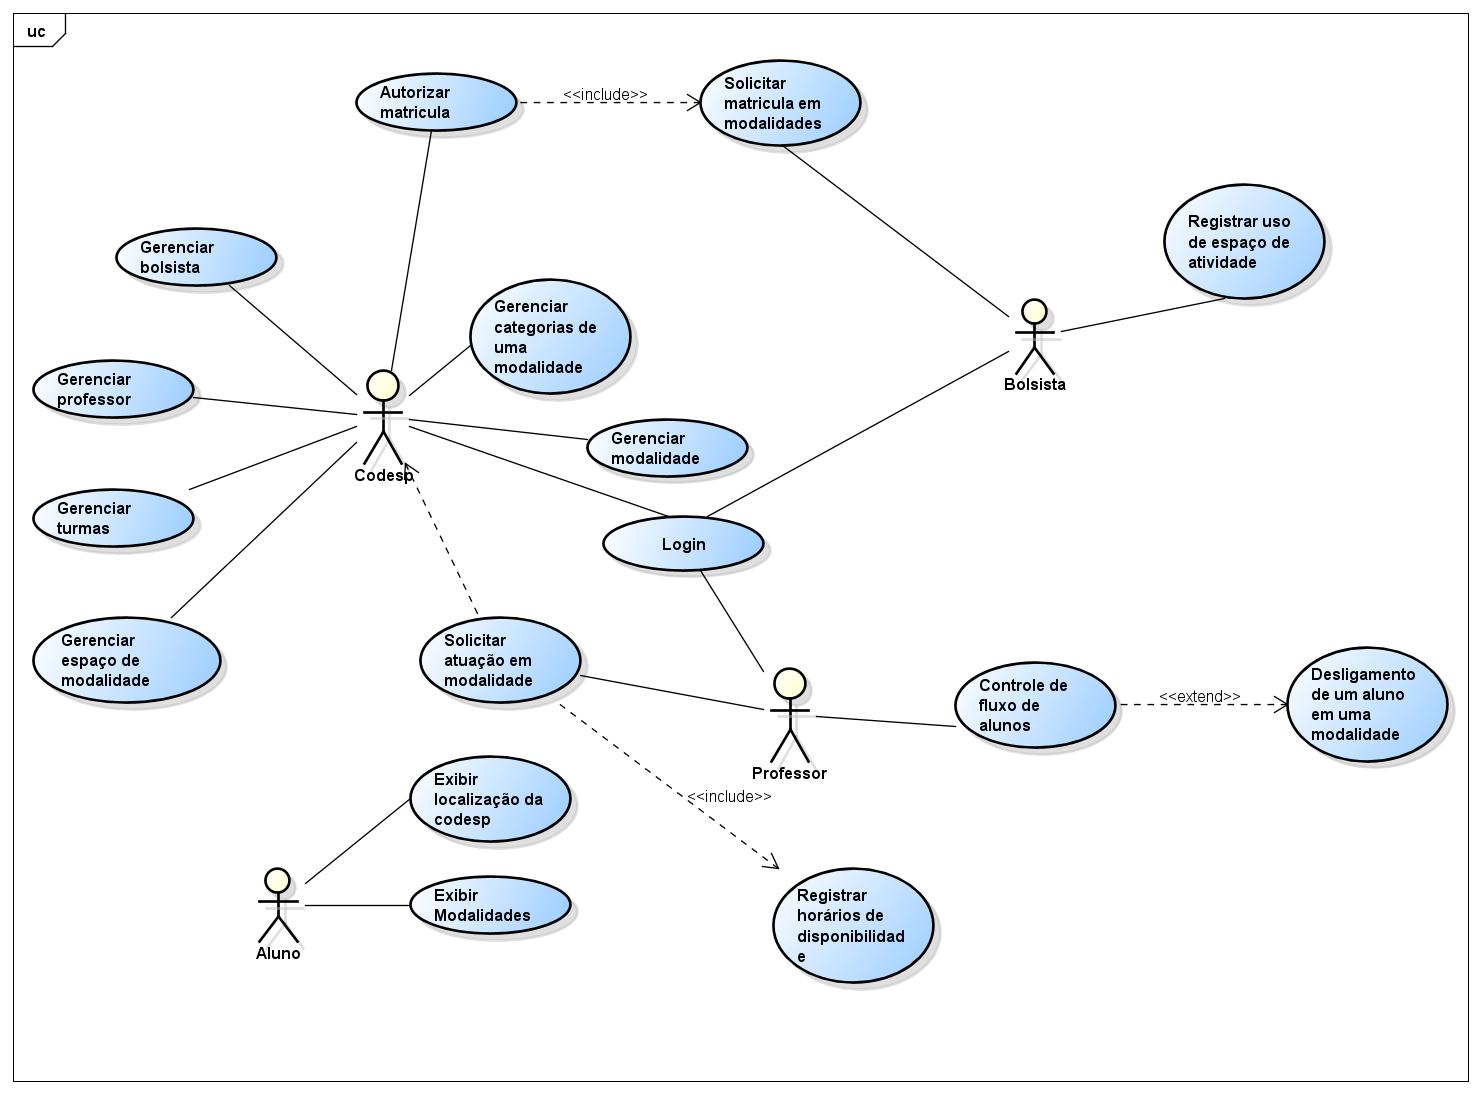 uc
Autorizar
matricula
<<include>>
Solicitar
matricula em
modalidades
Registrar uso
de espaço de
atividade
Gerenciar
bolsista
Gerenciar
categorias de
uma
modalidade
Bolsista
Gerenciar
professor
Codesp
Gerenciar
modalidade
Gerenciar
turmas
Login
Gerenciar
espaço de
modalidade
Solicitar
atuação em
modalidade
Controle de
fluxo de
alunos
<<extend>>
Desligamento
de um aluno
em uma
modalidade
Professor
<<include>>
Exibir
localização da
codesp
Exibir
Modalidades
Aluno
Registrar
horários de
disponibilidad
e